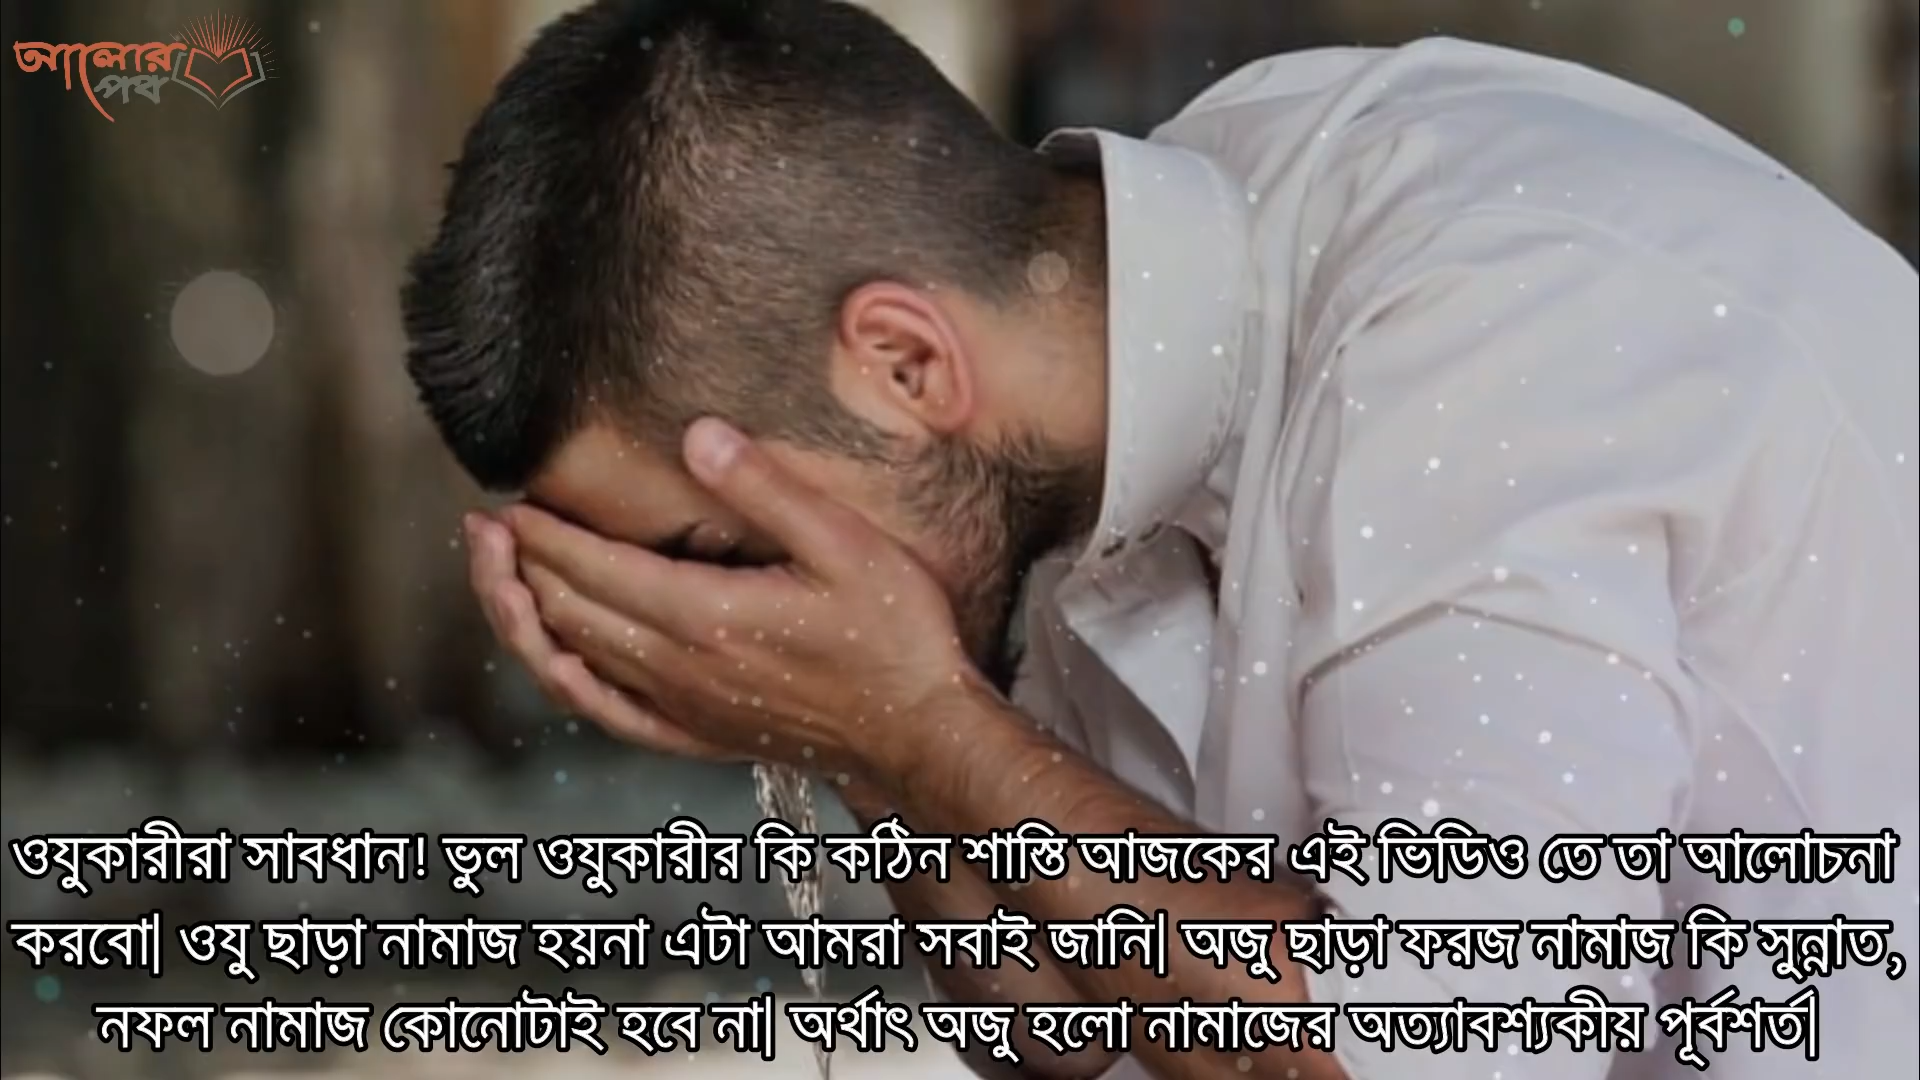 আলোর
পথ
ওযুকারীরা সাবধান! ভুল ওযুকারীর কি কঠিন শাস্তি আজকের এই ভিডিও তে তা আলোচনা
করবো| ওযু ছাড়া নামাজ হয়না এটা আমরা সবাই জানি| অজু ছাড়া ফরজ নামাজ কি সুন্নাত,
নফল নামাজ কোনোটাই হবে না| অর্থাৎ অজু হলো নামাজের অত্যাবশ্যকীয় পূর্বশর্ত|